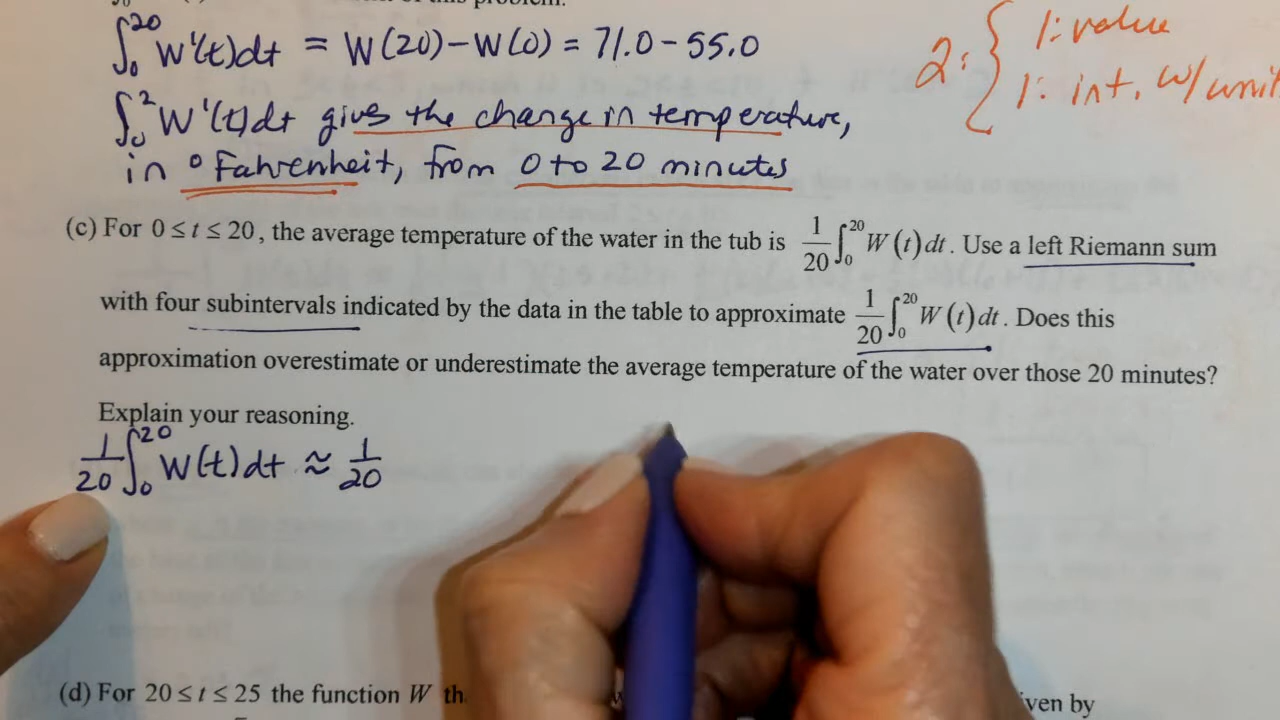 of this problem.
∫₀²⁰ W'(t)dt = W(20)-W(0) = 71.0-55.0
2: { 1: value
1: int. w/unit
∫₀² W'(t)dt gives the change in temperature,
in ° Fahrenheit, from 0 to 20 minutes
(c) For 0 ≤ t ≤ 20, the average temperature of the water in the tub is 1/20 ∫₀²⁰ W(t) dt. Use a left Riemann sum
with four subintervals indicated by the data in the table to approximate 1/20 ∫₀²⁰ W(t) dt. Does this
approximation overestimate or underestimate the average temperature of the water over those 20 minutes?
Explain your reasoning.
1/20 ∫₀²⁰ W(t)dt ≈ 1/20
(d) For 20 ≤ t ≤ 25 the function W th ven by